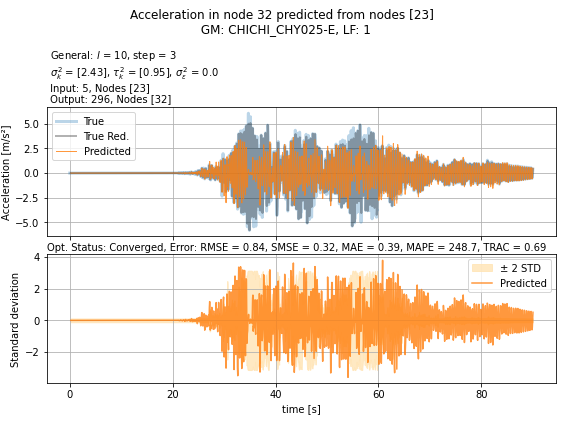 Acceleration in node 32 predicted from nodes [23]
GM: CHICHI_CHY025-E, LF: 1
General: l = 10, step = 3
σ²ₖ = [2.43], τ²ₖ = [0.95], σ²ε = 0.0
Input: 5, Nodes [23]
Output: 296, Nodes [32]
Acceleration [m/s²]
5.0
2.5
0.0
−2.5
−5.0
True
True Red.
Predicted
Opt. Status: Converged, Error: RMSE = 0.84, SMSE = 0.32, MAE = 0.39, MAPE = 248.7, TRAC = 0.69
Standard deviation
4
2
0
−2
± 2 STD
Predicted
0
20
40
60
80
time [s]